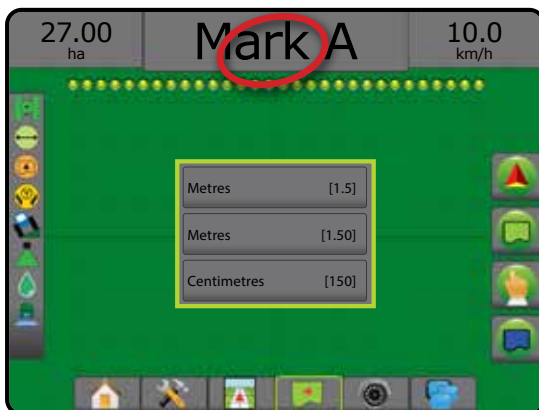 27.00
ha
Mark A
10.0
km/h
Metres [1.5]
Metres [1.50]
Centimetres [150]